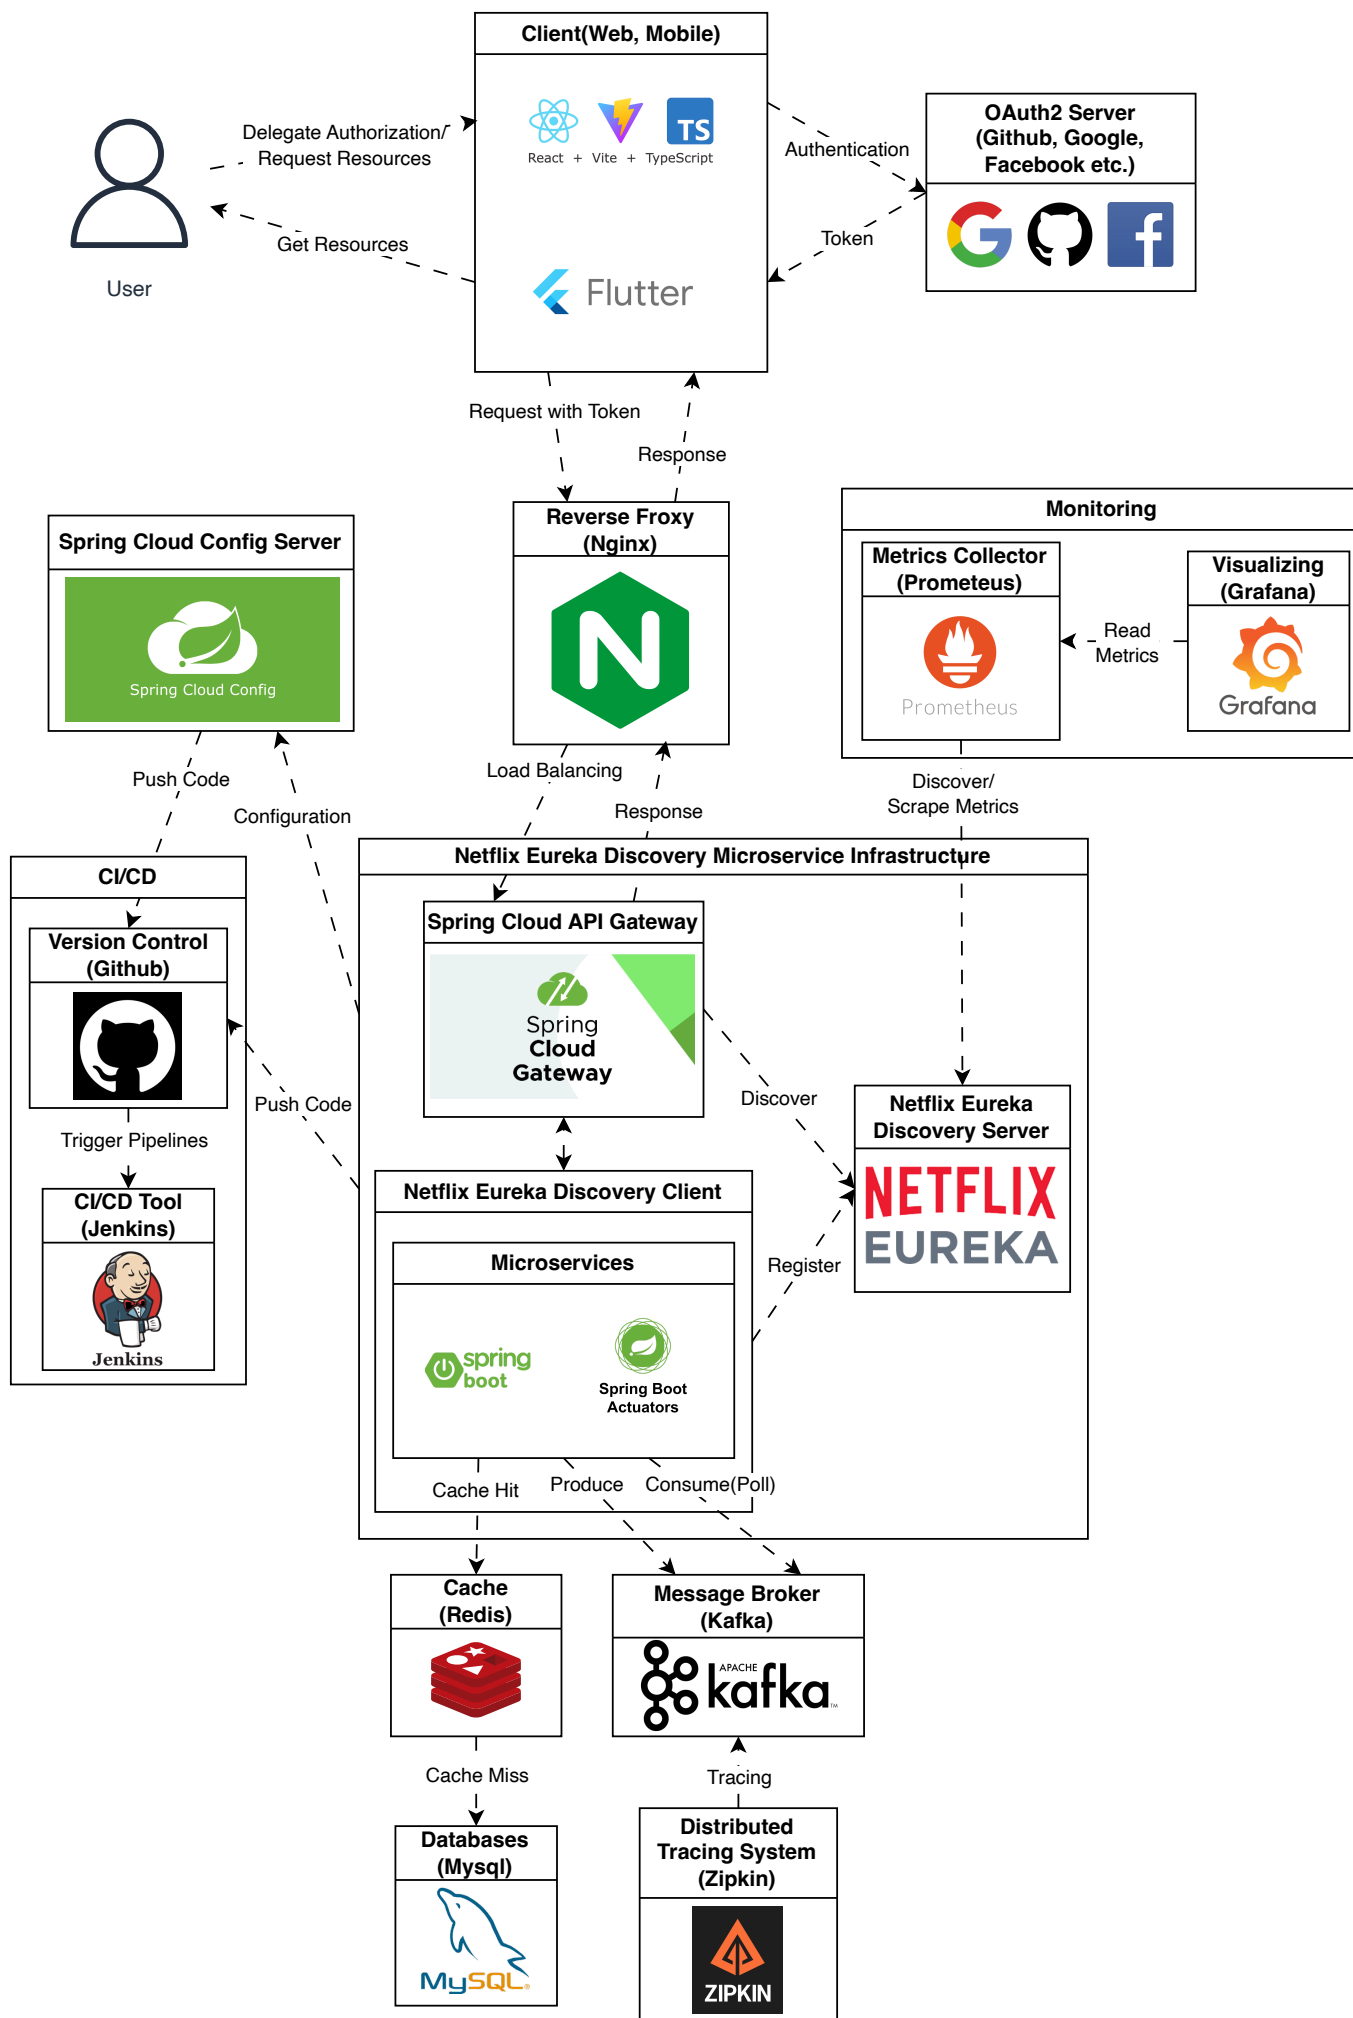 Client(Web, Mobile)
React + Vite + TypeScript
TS
Flutter
Delegate Authorization/
Request Resources
Get Resources
User
Authentication
Token
OAuth2 Server
(Github, Google,
Facebook etc.)
Request with Token
Response
Reverse Froxy
(Nginx)
Spring Cloud Config Server
Spring Cloud Config
Monitoring
Metrics Collector
(Prometeus)
Prometheus
Read
Metrics
Visualizing
(Grafana)
Grafana
Push Code
Configuration
Load Balancing
Response
Discover/
Scrape Metrics
CI/CD
Version Control
(Github)
Trigger Pipelines
CI/CD Tool
(Jenkins)
Jenkins
Push Code
Netflix Eureka Discovery Microservice Infrastructure
Spring Cloud API Gateway
Spring
Cloud
Gateway
Discover
Netflix Eureka
Discovery Server
NETFLIX
EUREKA
Register
Netflix Eureka Discovery Client
Microservices
spring
boot
Spring Boot
Actuators
Cache Hit
Produce
Consume(Poll)
Cache
(Redis)
Message Broker
(Kafka)
APACHE
kafka
TM
Cache Miss
Tracing
Databases
(Mysql)
MySQL®
Distributed
Tracing System
(Zipkin)
ZIPKIN